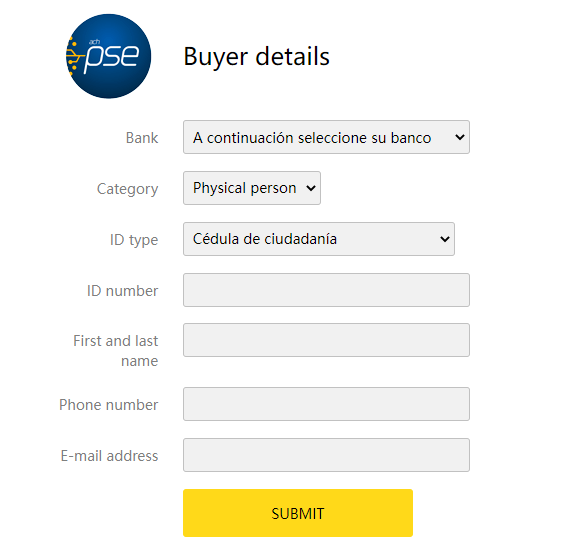 ach
pse
Buyer details
Bank
A continuación seleccione su banco
Category
Physical person
ID type
Cédula de ciudadanía
ID number
First and last
name
Phone number
E-mail address
SUBMIT